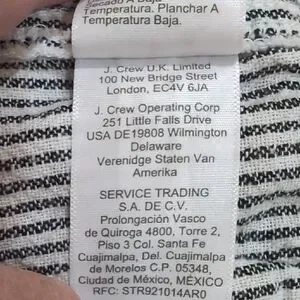 Secado A Baja
Temperatura. Planchar A
Temperatura Baja.
J. Crew U.K. Limited
100 New Bridge Street
London, EC4V 6JA
J. Crew Operating Corp
251 Little Falls Drive
USA DE19808 Wilmington
Delaware
Verenidge Staten Van
Amerika
SERVICE TRADING
S.A. DE C.V.
Prolongación Vasco
de Quiroga 4800, Torre 2,
Piso 3 Col. Santa Fe
Cuajimalpa, Del. Cuajimalpa
de Morelos C.P. 05348,
Ciudad de México, MÉXICO
RFC: STR921014AR0